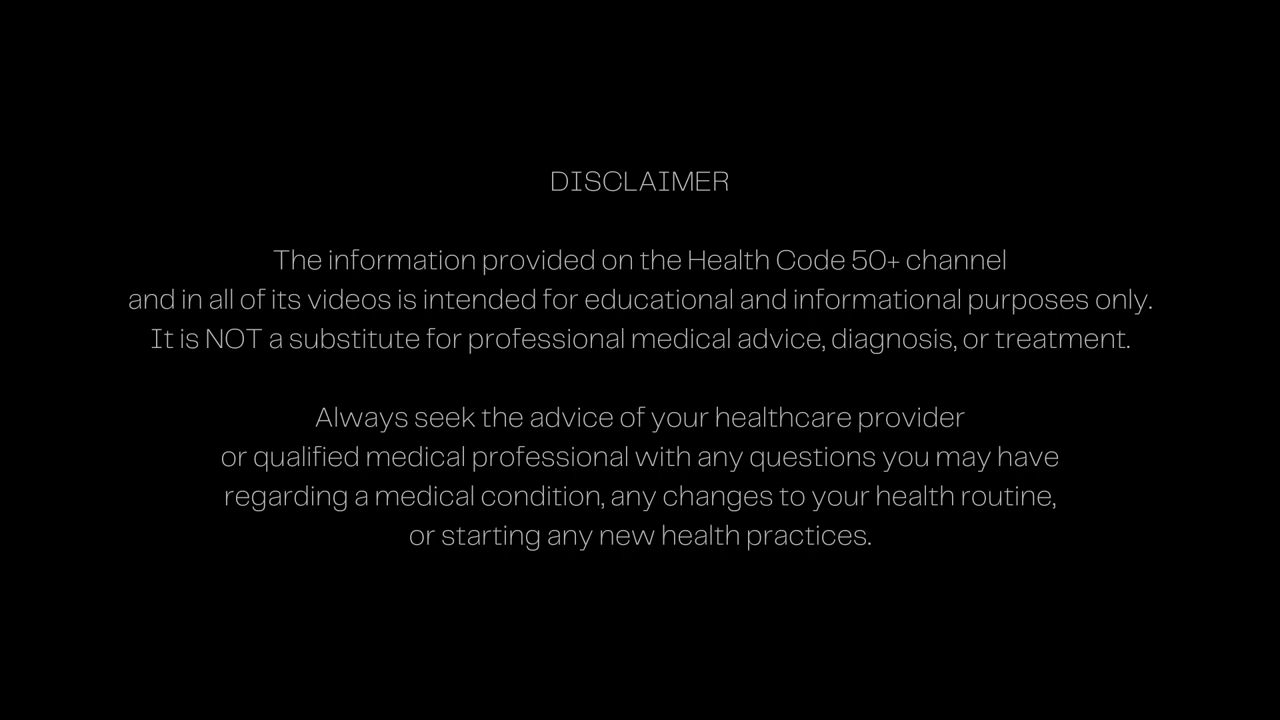 DISCLAIMER
The information provided on the Health Code 50+ channel
and in all of its videos is intended for educational and informational purposes only.
It is NOT a substitute for professional medical advice, diagnosis, or treatment.
Always seek the advice of your healthcare provider
or qualified medical professional with any questions you may have
regarding a medical condition, any changes to your health routine,
or starting any new health practices.